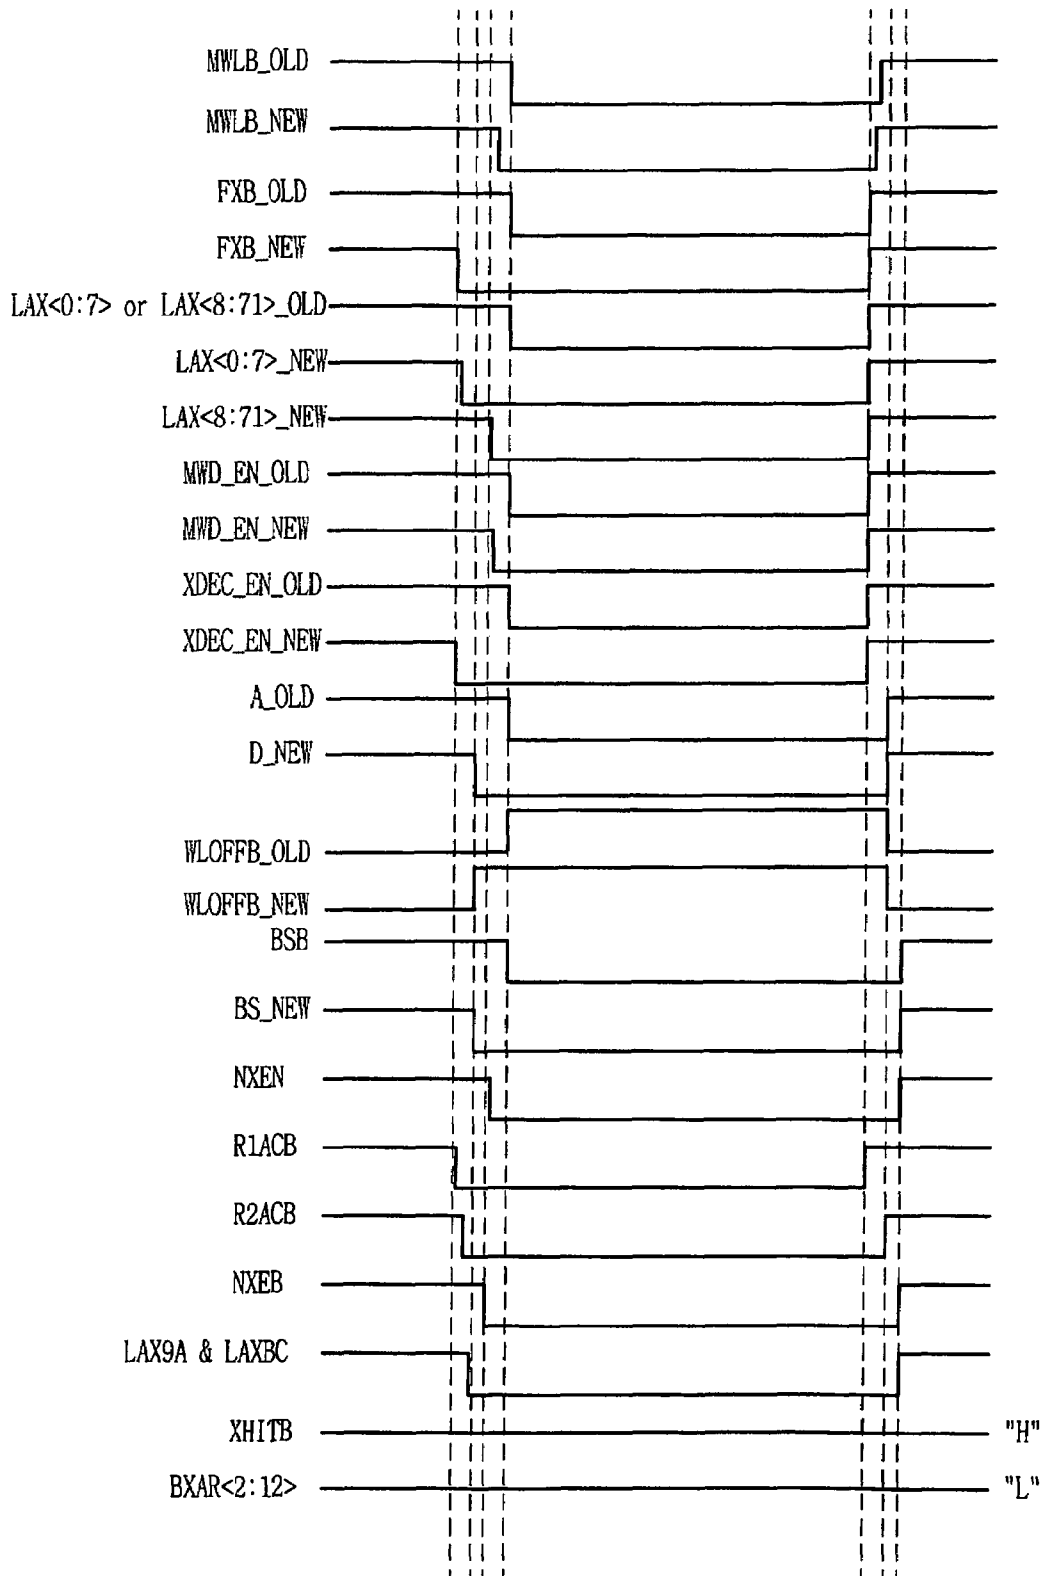 MWLB_OLD
MWLB_NEW
FXB_OLD
FXB_NEW
LAX<0:7> or LAX<8:71>_OLD
LAX<0:7>_NEW
LAX<8:71>_NEW
MWD_EN_OLD
MWD_EN_NEW
XDEC_EN_OLD
XDEC_EN_NEW
A_OLD
D_NEW
WLOFFB_OLD
WLOFFB_NEW
BSB
BS_NEW
NXEN
R1ACB
R2ACB
NXEB
LAX9A & LAXBC
XHITB "H"
BXAR<2:12> "L"